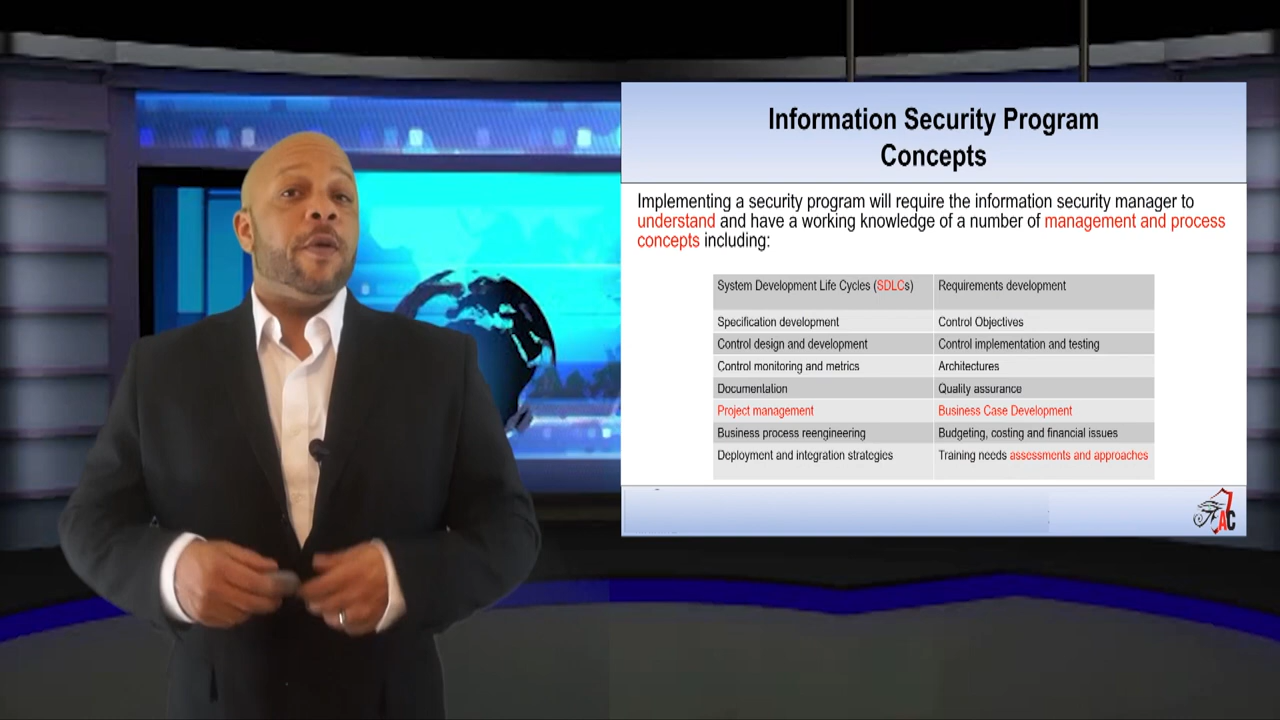 Information Security Program
Concepts
Implementing a security program will require the information security manager to
understand and have a working knowledge of a number of management and process
concepts including:
System Development Life Cycles (SDLCs)
Requirements development
Specification development
Control Objectives
Control design and development
Control implementation and testing
Control monitoring and metrics
Architectures
Documentation
Quality assurance
Project management
Business Case Development
Business process reengineering
Budgeting, costing and financial issues
Deployment and integration strategies
Training needs assessments and approaches
AC